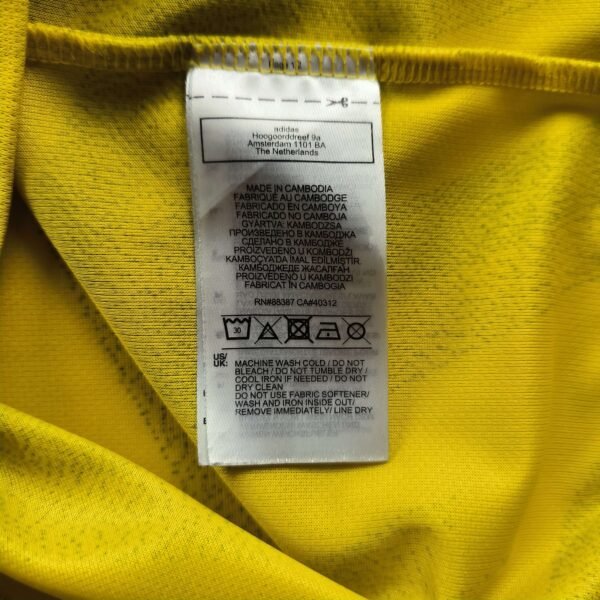 adidas
Hoogoorddreef 9a
Amsterdam 1101 BA
The Netherlands
MADE IN CAMBODIA
FABRIQUÉ AU CAMBODGE
FABRICADO EN CAMBOYA
FABRICADO NO CAMBOJA
GYÁRTVA: KAMBODZSA
ПРОИЗВЕДЕНО В КАМБОДЖА
СДЕЛАНО В КАМБОДЖЕ
PROIZVEDENO U KOMBODŽI
KAMBOÇYA'DA İMAL EDİLMİŞTİR.
КАМБОДЖЕДЕ ЖАСАЛҒАН
PROIZVEDENO U KAMBODZI
FABRICAT ÎN CAMBOGIA
RN#88387 CA#40312
30
US/
UK:
MACHINE WASH COLD / DO NOT
BLEACH / DO NOT TUMBLE DRY /
COOL IRON IF NEEDED / DO NOT
DRY CLEAN
DO NOT USE FABRIC SOFTENER/
WASH AND IRON INSIDE OUT/
REMOVE IMMEDIATELY/ LINE DRY